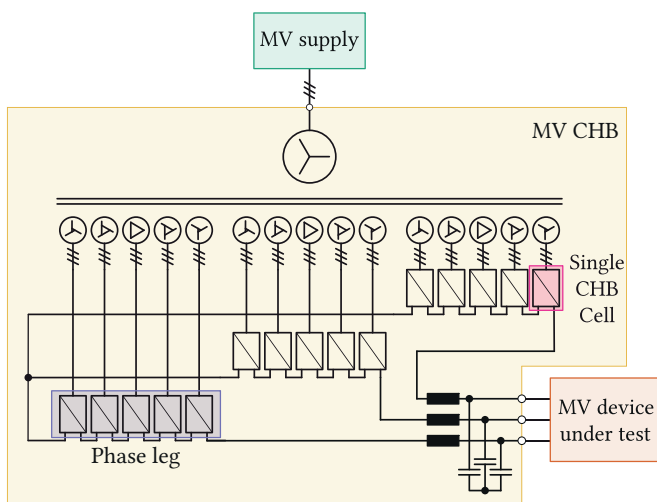 MV supply
MV CHB
Single
CHB
Cell
MV device
under test
Phase leg